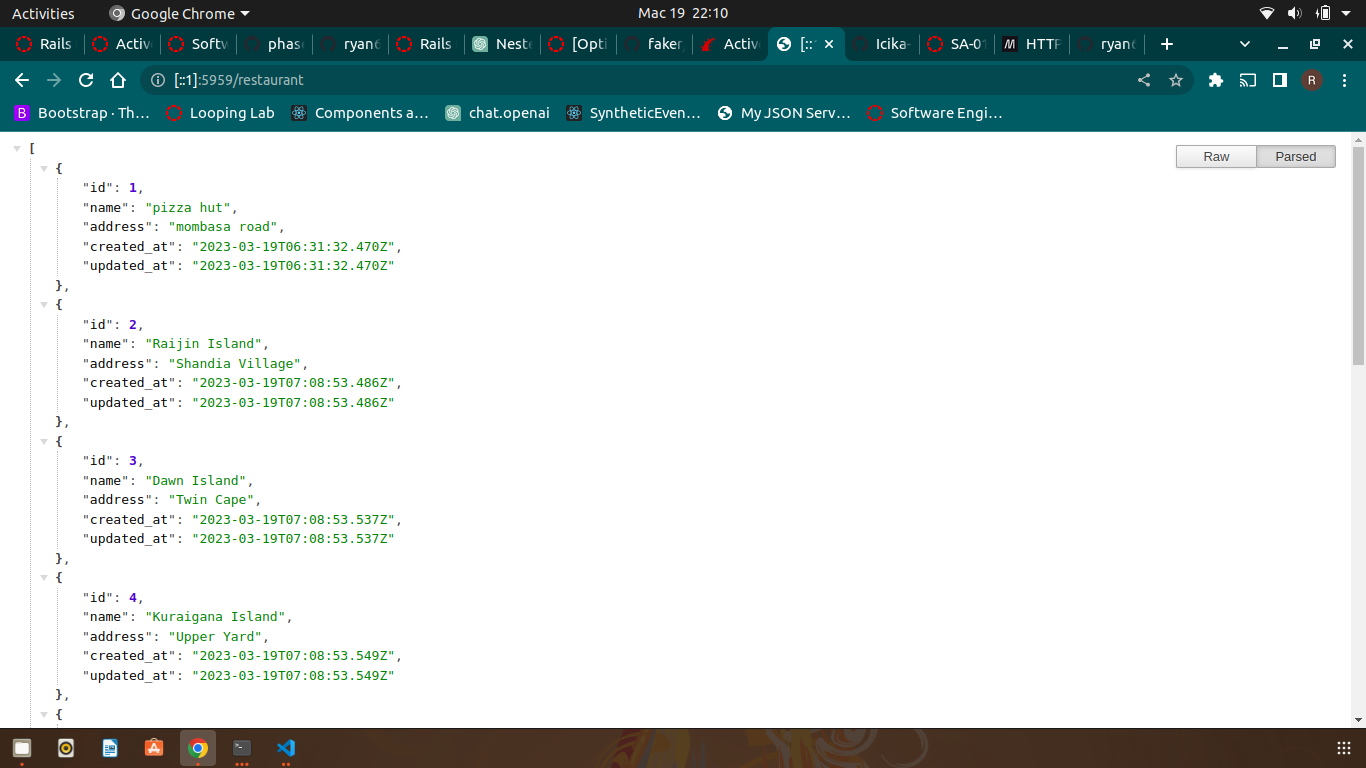 Activities Google Chrome Mac 19 22:10
Rails Activ Softw phase ryan6 Rails Neste [Opti faker Activ [:: Icika- SA-01 HTTP ryan6
[::1]:5959/restaurant R
B Bootstrap · Th… Looping Lab Components a… chat.openai SyntheticEven… My JSON Serv… Software Engi…
Raw Parsed
[
{
"id": 1,
"name": "pizza hut",
"address": "mombasa road",
"created_at": "2023-03-19T06:31:32.470Z",
"updated_at": "2023-03-19T06:31:32.470Z"
},
{
"id": 2,
"name": "Raijin Island",
"address": "Shandia Village",
"created_at": "2023-03-19T07:08:53.486Z",
"updated_at": "2023-03-19T07:08:53.486Z"
},
{
"id": 3,
"name": "Dawn Island",
"address": "Twin Cape",
"created_at": "2023-03-19T07:08:53.537Z",
"updated_at": "2023-03-19T07:08:53.537Z"
},
{
"id": 4,
"name": "Kuraigana Island",
"address": "Upper Yard",
"created_at": "2023-03-19T07:08:53.549Z",
"updated_at": "2023-03-19T07:08:53.549Z"
},
{